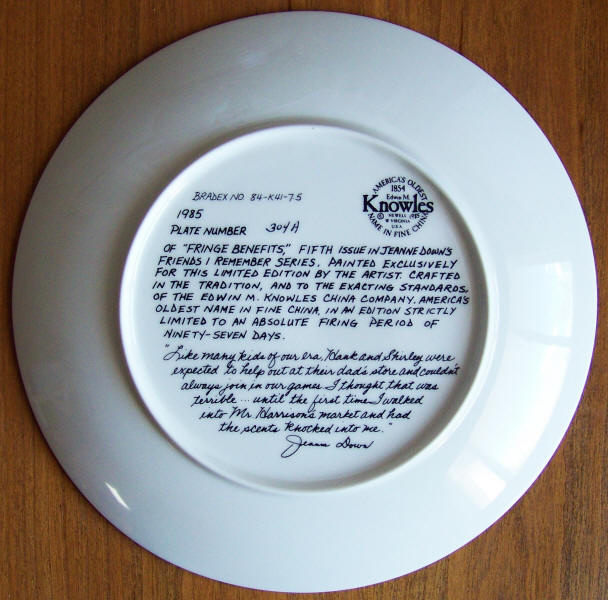 BRADEX NO 84-K41-7.5
AMERICA'S OLDEST
1854
Edwin M.
Knowles
© NEWELL 1985
W VIRGINIA
U.S.A
NAME IN FINE CHINA
1985
PLATE NUMBER 304A
OF "FRINGE BENEFITS," FIFTH ISSUE IN JEANNE DOWN'S
FRIENDS I REMEMBER SERIES. PAINTED EXCLUSIVELY
FOR THIS LIMITED EDITION BY THE ARTIST. CRAFTED
IN THE TRADITION, AND TO THE EXACTING STANDARDS,
OF THE EDWIN M. KNOWLES CHINA COMPANY, AMERICA'S
OLDEST NAME IN FINE CHINA, IN AN EDITION STRICTLY
LIMITED TO AN ABSOLUTE FIRING PERIOD OF
NINETY-SEVEN DAYS.
"Like many kids of our era, Hank and Shirley were
expected to help out at their dad's store and couldn't
always join in our games. I thought that was
terrible... until the first time I walked
into Mr. Harrison's market and had
the scents knocked into me."
Jeanne Down